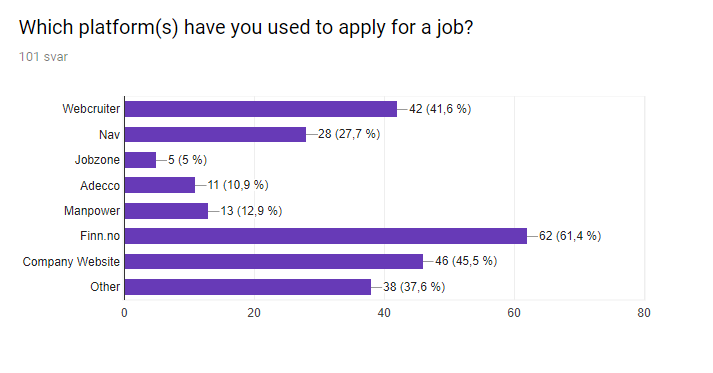 Which platform(s) have you used to apply for a job?
101 svar
Webcruiter 42 (41,6 %)
Nav 28 (27,7 %)
Jobzone 5 (5 %)
Adecco 11 (10,9 %)
Manpower 13 (12,9 %)
Finn.no 62 (61,4 %)
Company Website 46 (45,5 %)
Other 38 (37,6 %)
0 20 40 60 80